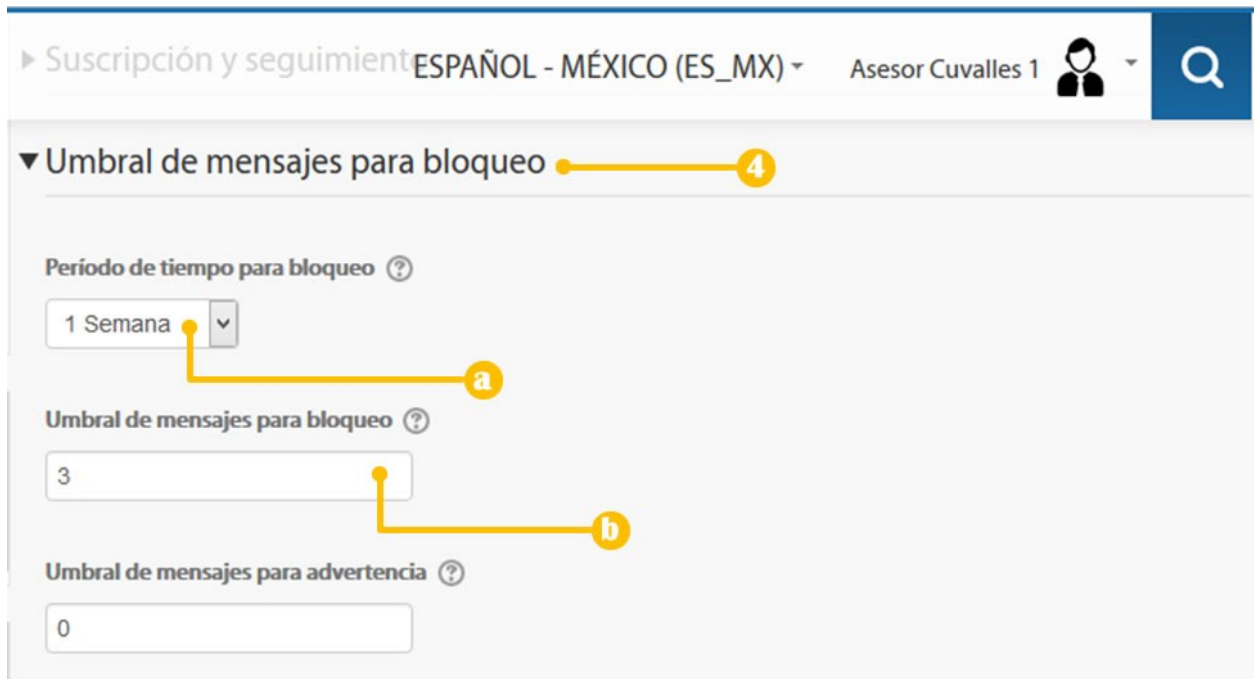 Suscripción y seguimient
ESPAÑOL - MÉXICO (ES_MX)
Asesor Cuvalles 1
Umbral de mensajes para bloqueo
4
Período de tiempo para bloqueo ?
1 Semana
a
Umbral de mensajes para bloqueo ?
3
b
Umbral de mensajes para advertencia ?
0